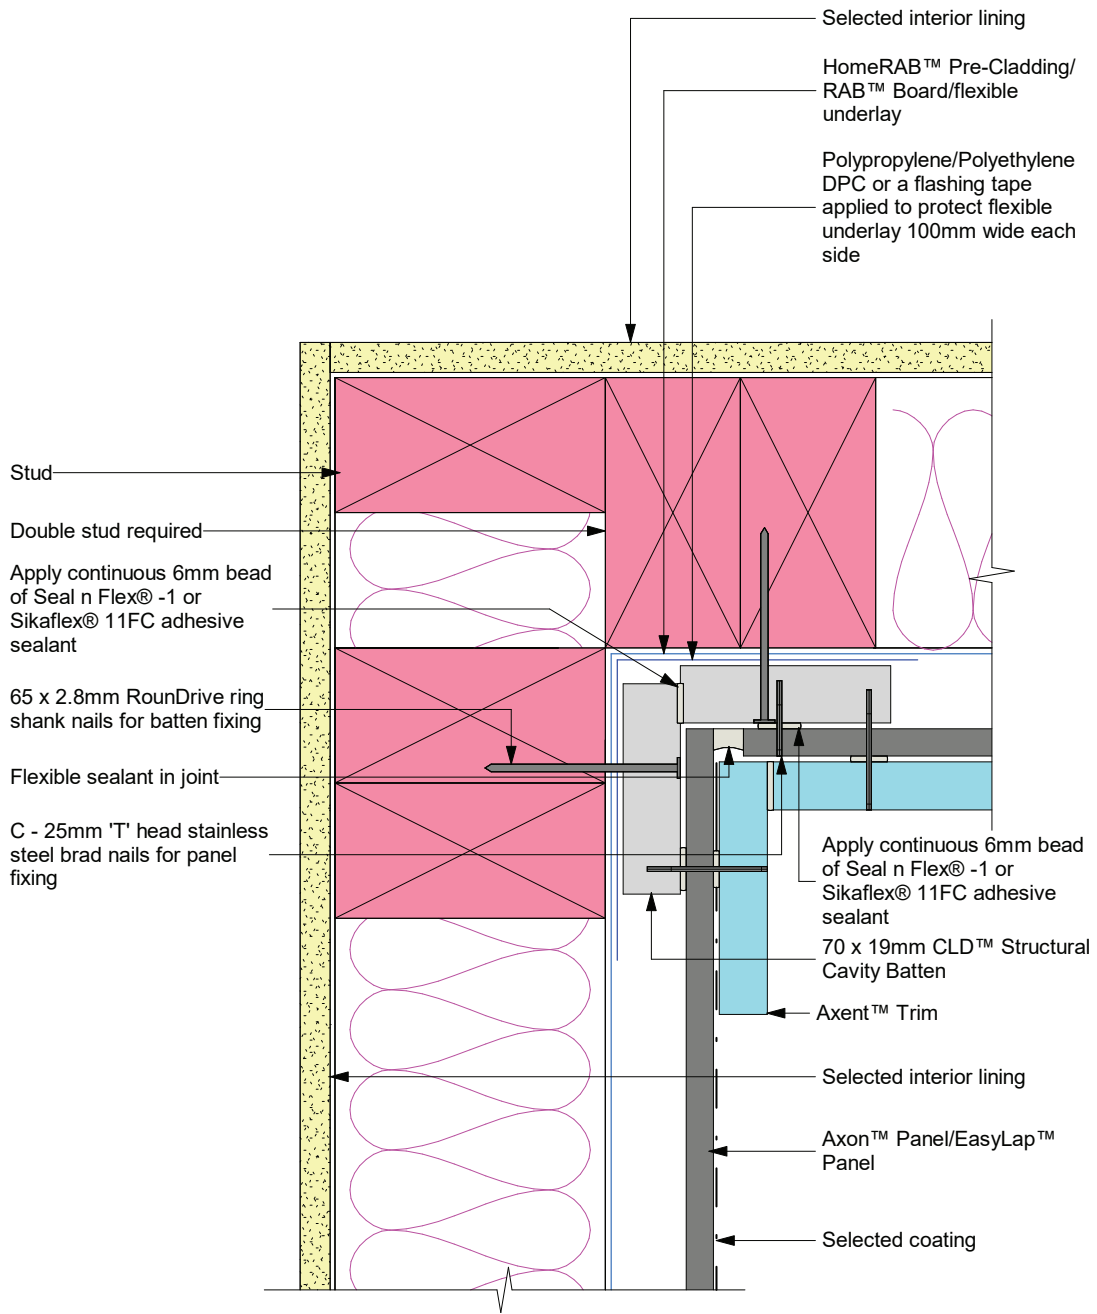 Selected interior lining
HomeRAB™ Pre-Cladding/
RAB™ Board/flexible
underlay
Polypropylene/Polyethylene
DPC or a flashing tape
applied to protect flexible
underlay 100mm wide each
side
Stud
Double stud required
Apply continuous 6mm bead
of Seal n Flex® -1 or
Sikaflex® 11FC adhesive
sealant
65 x 2.8mm RounDrive ring
shank nails for batten fixing
Flexible sealant in joint
C - 25mm 'T' head stainless
steel brad nails for panel
fixing
Apply continuous 6mm bead
of Seal n Flex® -1 or
Sikaflex® 11FC adhesive
sealant
70 x 19mm CLD™ Structural
Cavity Batten
Axent™ Trim
Selected interior lining
Axon™ Panel/EasyLap™
Panel
Selected coating